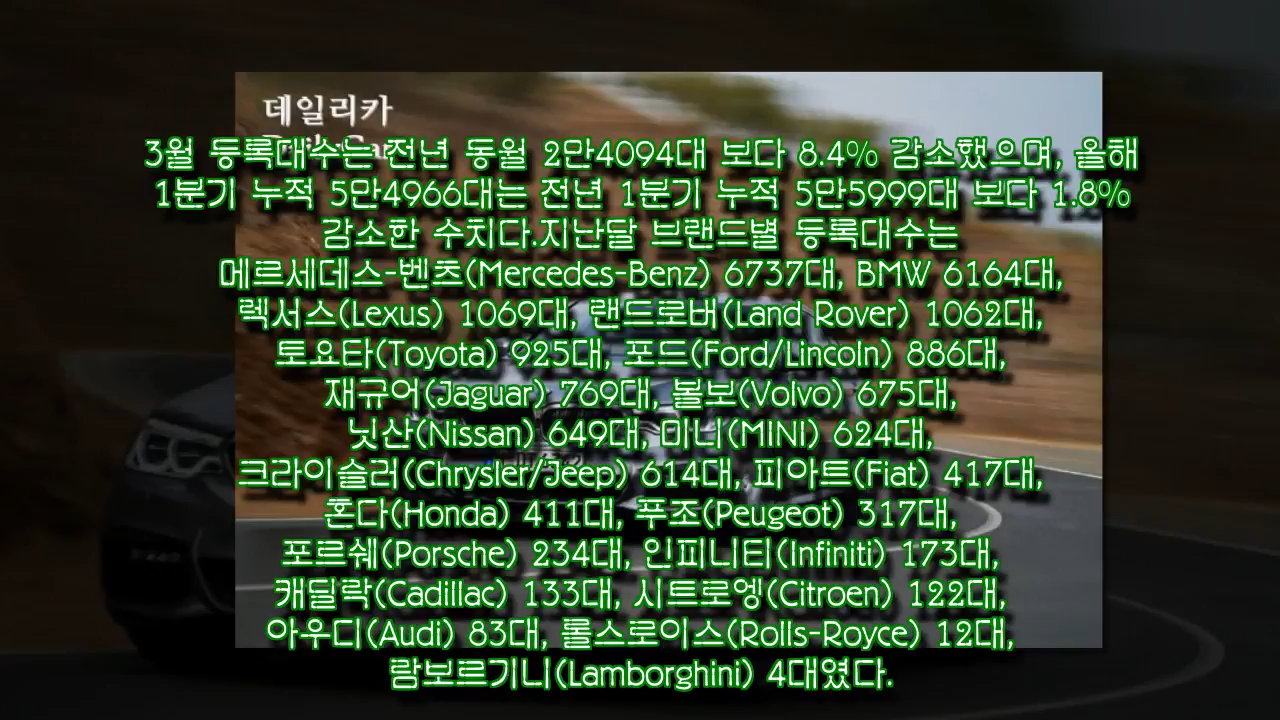 데일리카
3월 등록대수는 전년 동월 2만4094대 보다 8.4% 감소했으며, 올해
1분기 누적 5만4966대는 전년 1분기 누적 5만5999대 보다 1.8%
감소한 수치다.지난달 브랜드별 등록대수는
메르세데스-벤츠(Mercedes-Benz) 6737대, BMW 6164대,
렉서스(Lexus) 1069대, 랜드로버(Land Rover) 1062대,
토요타(Toyota) 925대, 포드(Ford/Lincoln) 886대,
재규어(Jaguar) 769대, 볼보(Volvo) 675대,
닛산(Nissan) 649대, 미니(MINI) 624대,
크라이슬러(Chrysler/Jeep) 614대, 피아트(Fiat) 417대,
혼다(Honda) 411대, 푸조(Peugeot) 317대,
포르쉐(Porsche) 234대, 인피니티(Infiniti) 173대,
캐딜락(Cadillac) 133대, 시트로엥(Citroen) 122대,
아우디(Audi) 83대, 롤스로이스(Rolls-Royce) 12대,
람보르기니(Lamborghini) 4대였다.